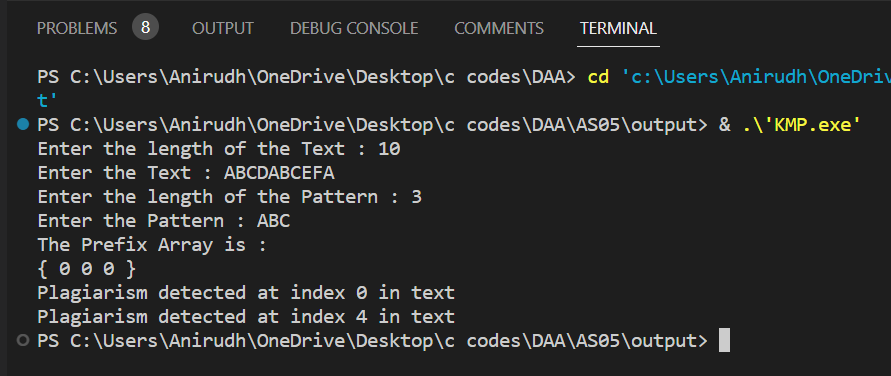 PROBLEMS 8 OUTPUT DEBUG CONSOLE COMMENTS TERMINAL
PS C:\Users\Anirudh\OneDrive\Desktop\c codes\DAA> cd 'c:\Users\Anirudh\OneDriv
t'
PS C:\Users\Anirudh\OneDrive\Desktop\c codes\DAA\AS05\output> & .\'KMP.exe'
Enter the length of the Text : 10
Enter the Text : ABCDABCEFA
Enter the length of the Pattern : 3
Enter the Pattern : ABC
The Prefix Array is :
{ 0 0 0 }
Plagiarism detected at index 0 in text
Plagiarism detected at index 4 in text
PS C:\Users\Anirudh\OneDrive\Desktop\c codes\DAA\AS05\output>